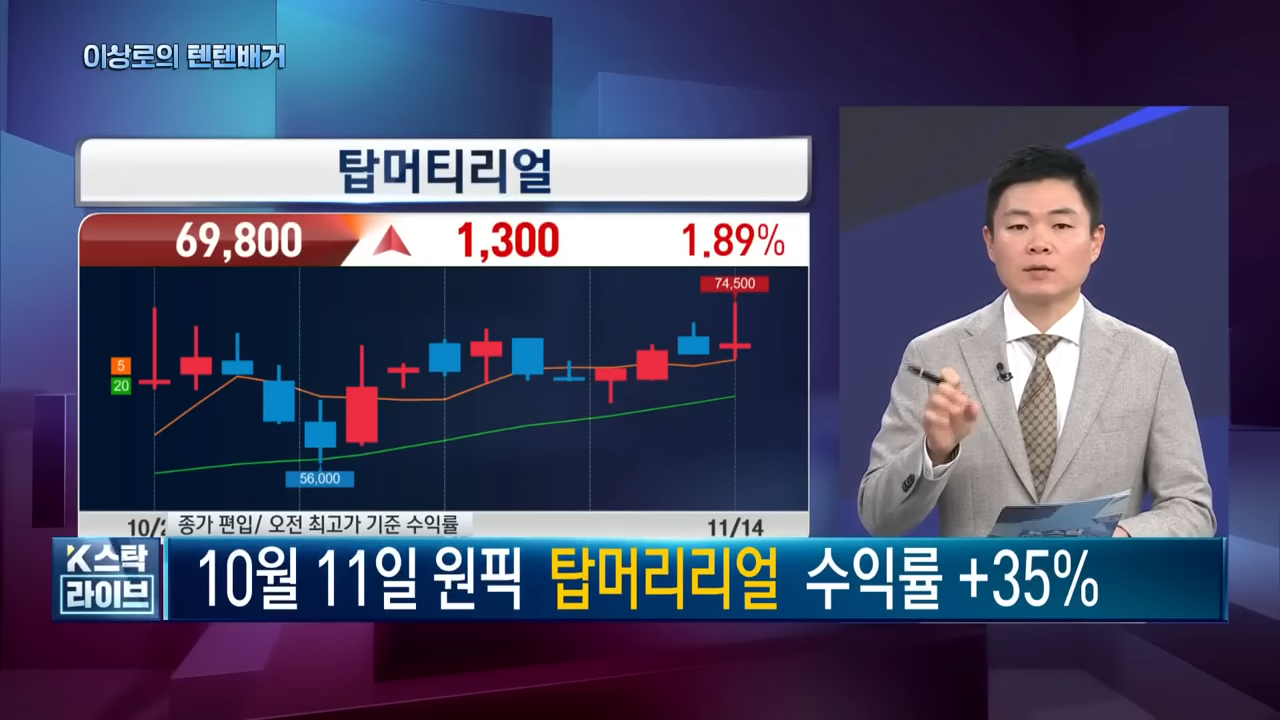 이상로의 텐텐배거
탑머티리얼
69,800 ▲ 1,300 1.89%
74,500
5
20
56,000
10/2 종가 편입/ 오전 최고가 기준 수익률 11/14
K스탁
라이브
10월 11일 원픽 탑머리리얼 수익률 +35%